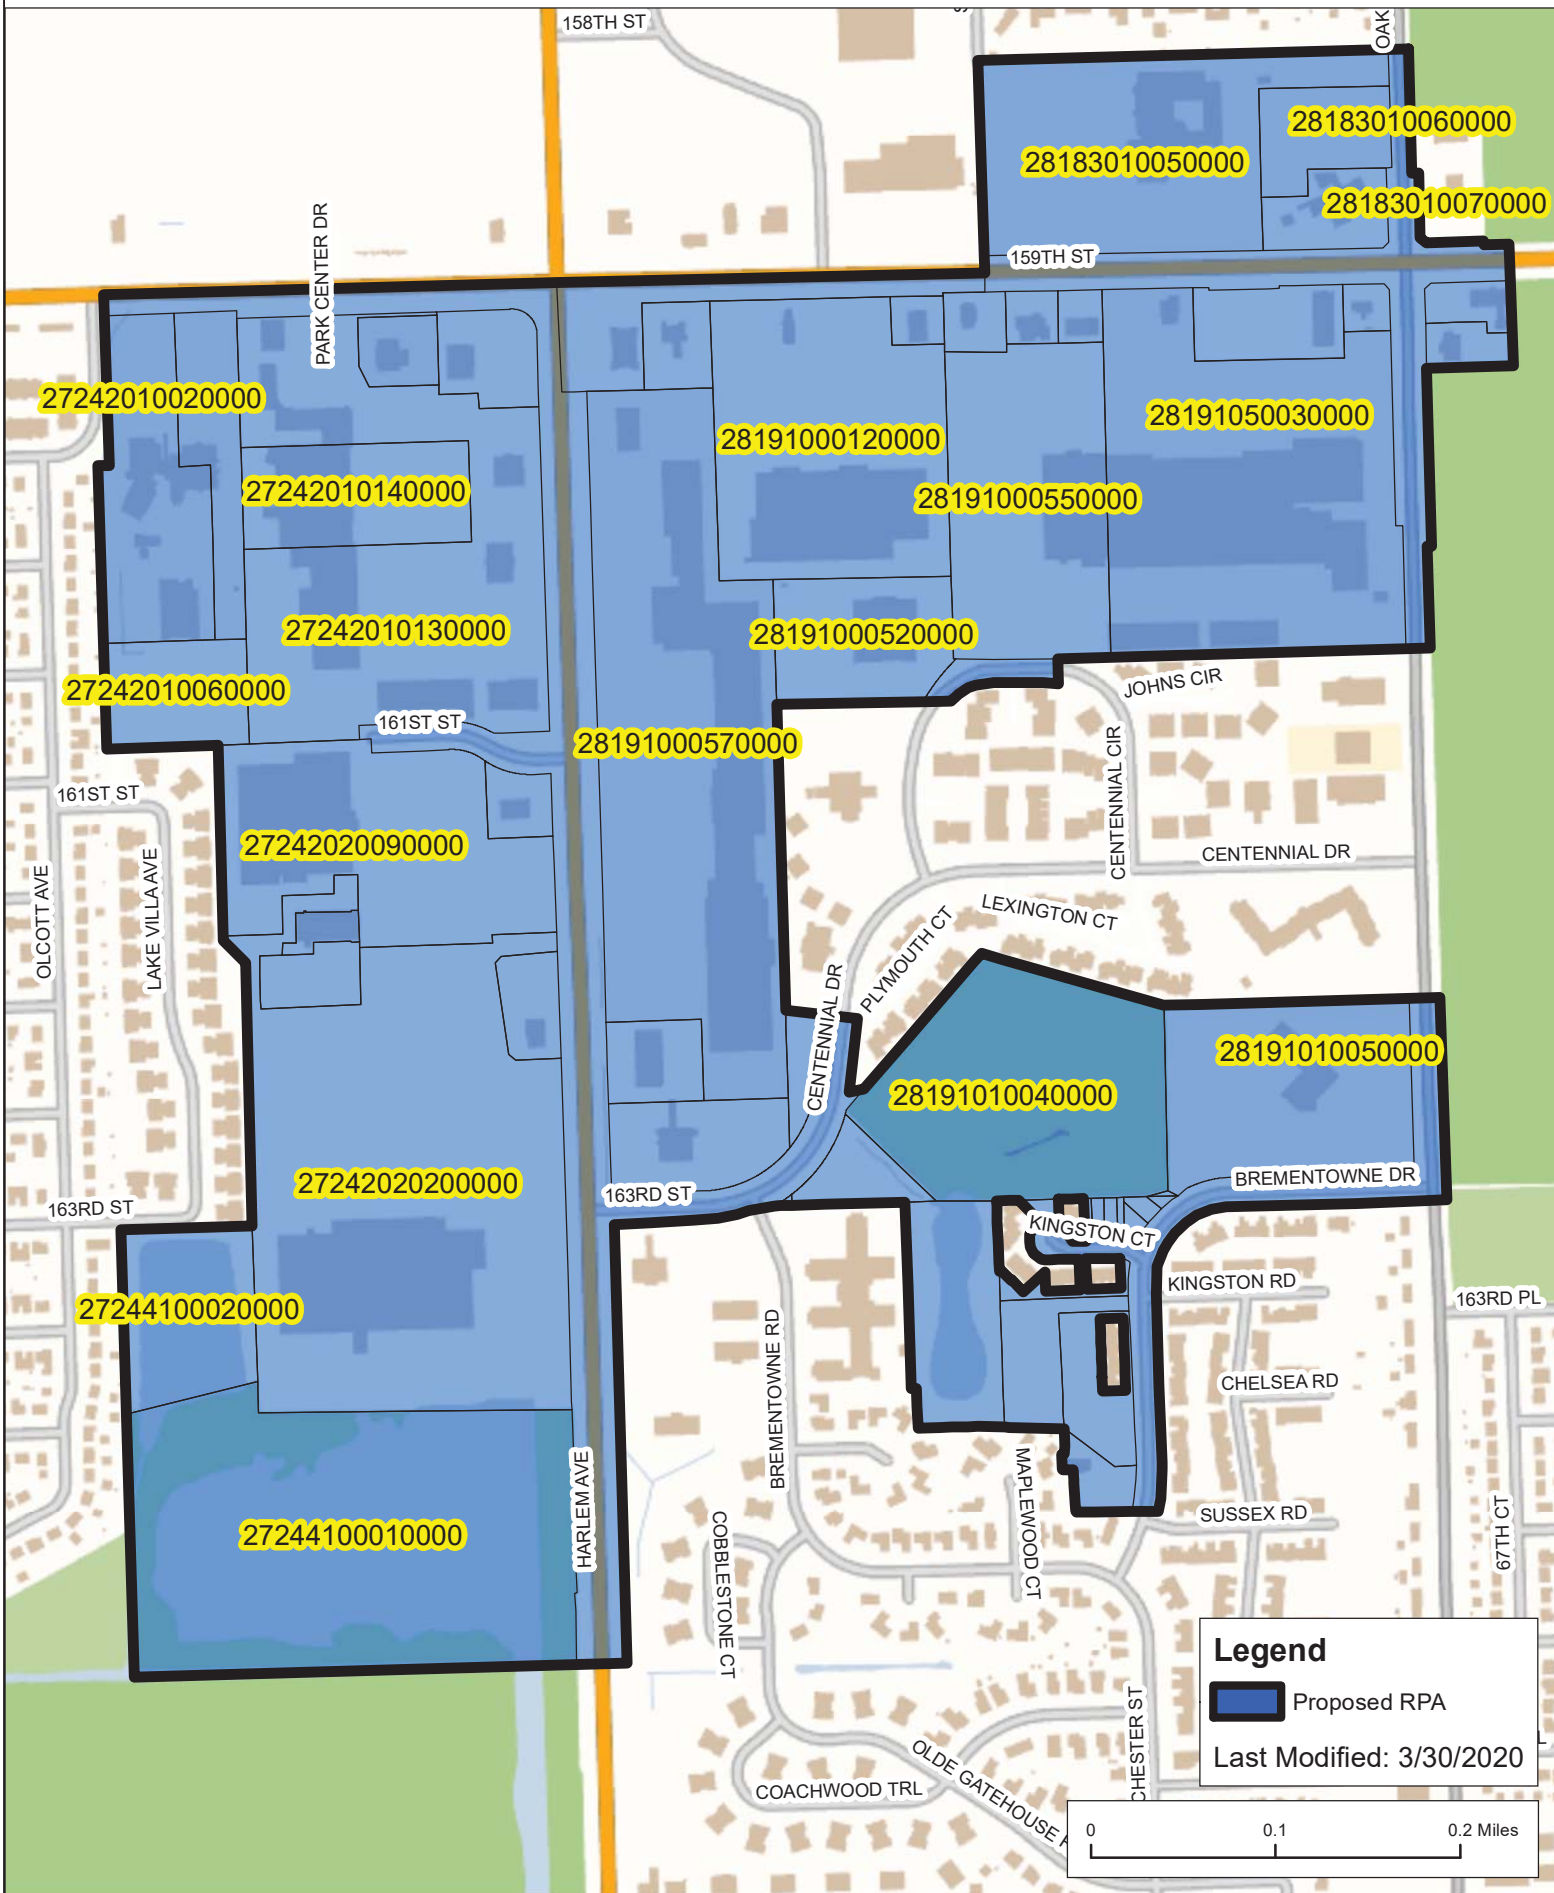 158TH ST
OAK
28183010060000
28183010050000
28183010070000
PARK CENTER DR
159TH ST
27242010020000
28191050030000
28191000120000
27242010140000
28191000550000
27242010130000
28191000520000
27242010060000
JOHNS CIR
161ST ST
28191000570000
161ST ST
CENTENNIAL CIR
27242020090000
CENTENNIAL DR
OLCOTT AVE
LAKE VILLA AVE
LEXINGTON CT
PLYMOUTH CT
CENTENNIAL DR
28191010050000
28191010040000
27242020200000
BREMENTOWNE DR
163RD ST
163RD ST
KINGSTON CT
KINGSTON RD
163RD PL
27244100020000
BREMENTOWNE RD
CHELSEA RD
HARLEM AVE
MAPLEWOOD CT
SUSSEX RD
67TH CT
27244100010000
COBBLESTONE CT
Legend
Proposed RPA
Last Modified: 3/30/2020
CHESTER ST
OLDE GATEHOUSE
COACHWOOD TRL
0 0.1 0.2 Miles